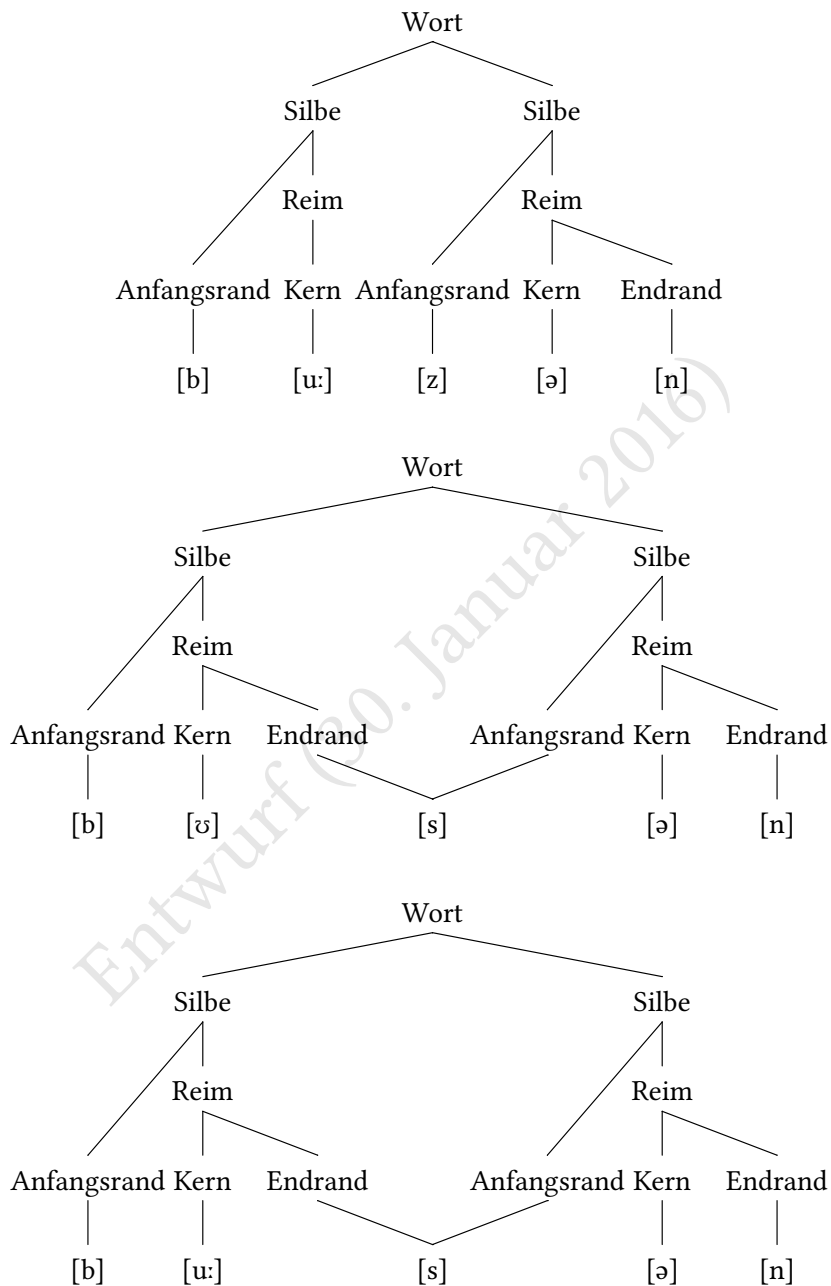 Wort
Silbe Silbe
Reim Reim
Anfangsrand Kern Anfangsrand Kern Endrand
[b] [uː] [z] [ə] [n]
Wort
Silbe Silbe
Reim Reim
Anfangsrand Kern Endrand Anfangsrand Kern Endrand
[b] [ʊ] [s] [ə] [n]
Wort
Silbe Silbe
Reim Reim
Anfangsrand Kern Endrand Anfangsrand Kern Endrand
[b] [uː] [s] [ə] [n]
Entwurf (30. Januar 2016)